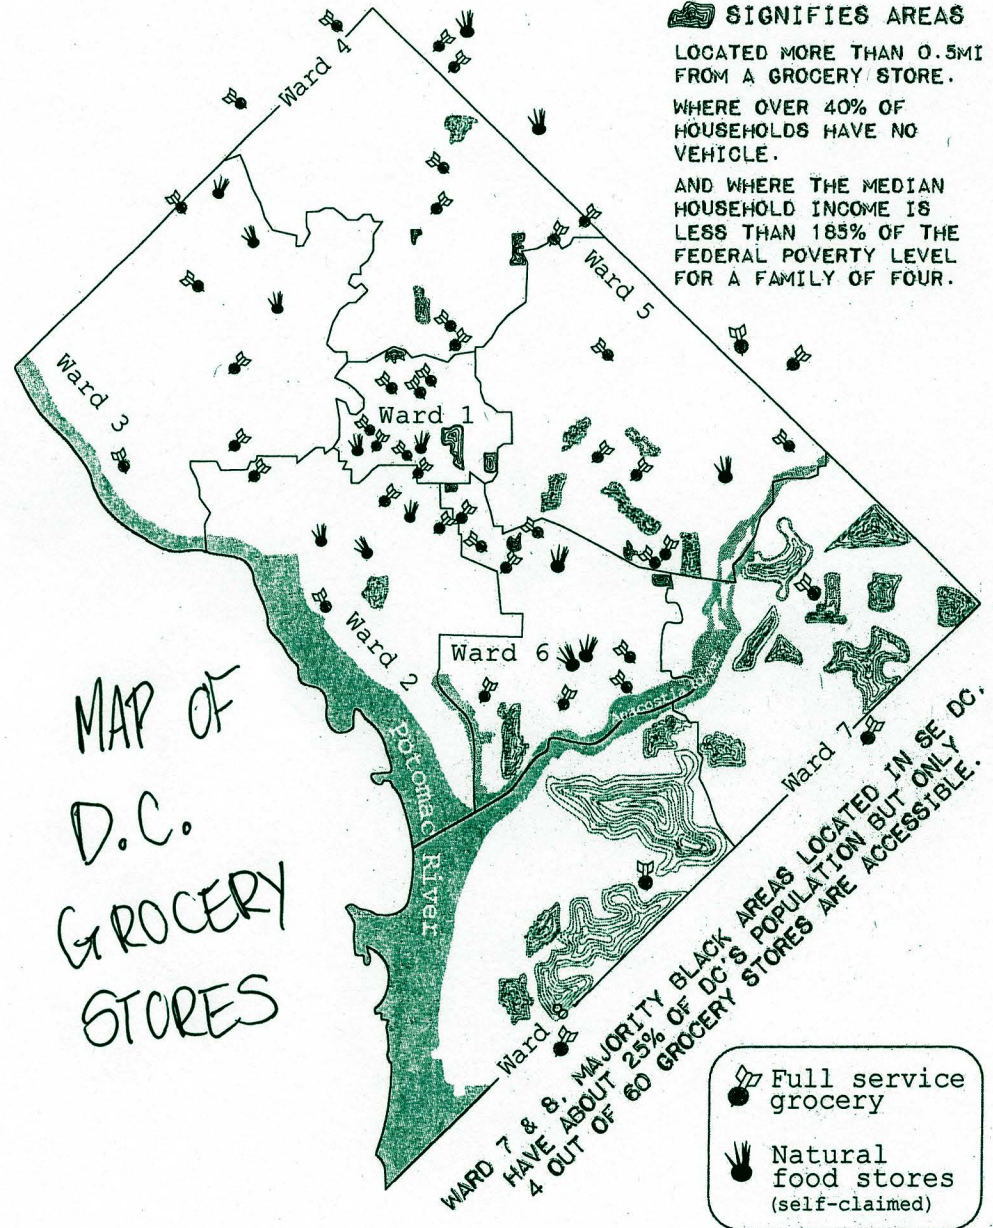 SIGNIFIES AREAS
LOCATED MORE THAN 0.5MI
FROM A GROCERY STORE.
WHERE OVER 40% OF
HOUSEHOLDS HAVE NO
VEHICLE.
AND WHERE THE MEDIAN
HOUSEHOLD INCOME IS
LESS THAN 185% OF THE
FEDERAL POVERTY LEVEL
FOR A FAMILY OF FOUR.
Ward 4
Ward 5
Ward 3
Ward 1
Ward 2
Ward 6
Anacostia River
Potomac River
Ward 7
Ward 8
MAP OF
D.C.
GROCERY
STORES
WARD 7 & 8, MAJORITY BLACK AREAS LOCATED IN SE DC,
HAVE ABOUT 25% OF DC'S POPULATION BUT ONLY
4 OUT OF 60 GROCERY STORES ARE ACCESSIBLE.
Full service
grocery
Natural
food stores
(self-claimed)